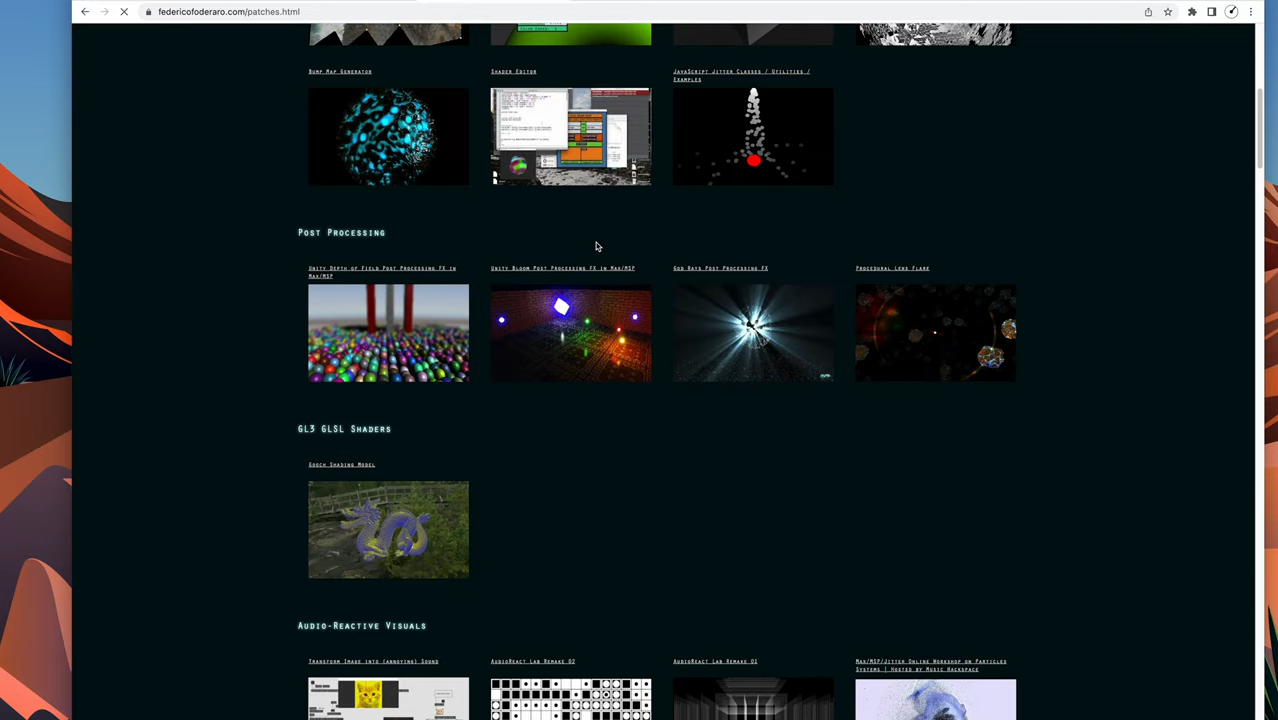 federicofoderaro.com/patches.html
Bump Map Generator
Shader Editor
JavaScript Jitter Classes / Utilities /
Examples
Post Processing
Unity Depth of Field Post Processing FX in
Max/MSP
Unity Bloom Post Processing FX in Max/MSP
God Rays Post Processing FX
Procedural Lens Flare
GL3 GLSL Shaders
Gooch Shading Model
Audio-Reactive Visuals
Transform Image into (annoying) Sound
AudioReact Lab Remake 02
AudioReact Lab Remake 01
Max/MSP/Jitter Online Workshop on Particles
Systems | Hosted by Music Hackspace